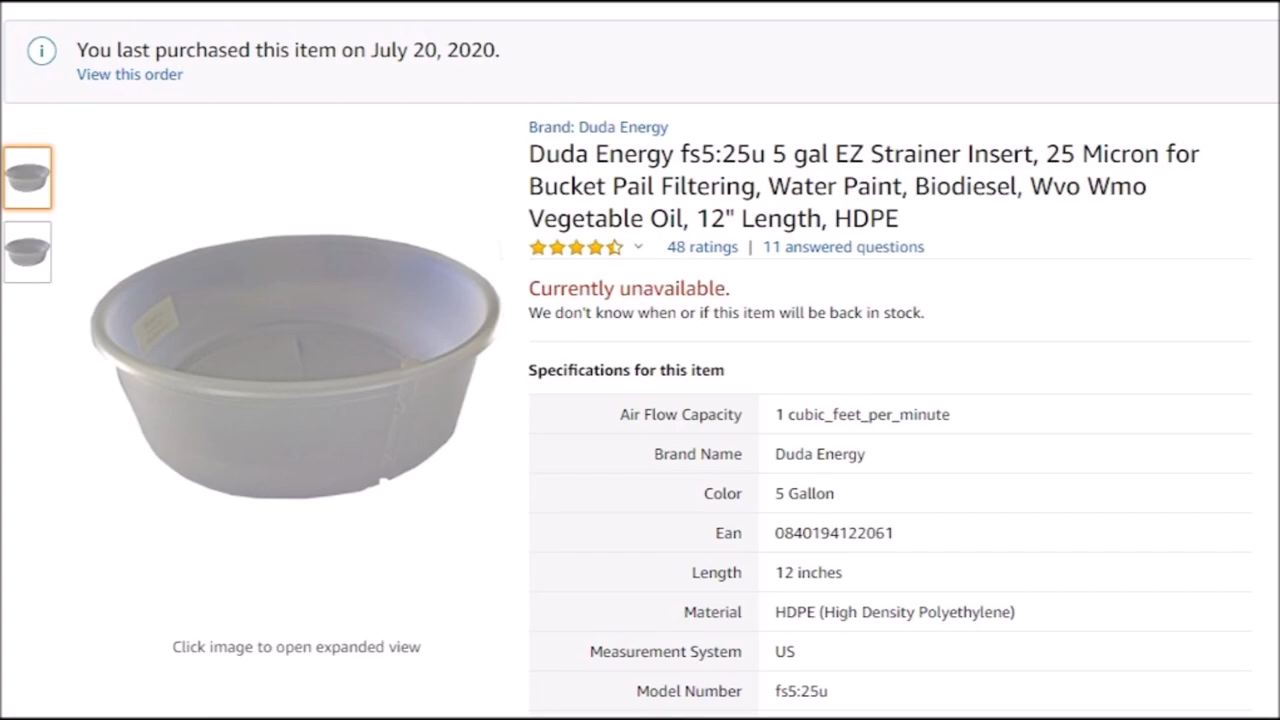 You last purchased this item on July 20, 2020.
View this order
Brand: Duda Energy
Duda Energy fs5:25u 5 gal EZ Strainer Insert, 25 Micron for
Bucket Pail Filtering, Water Paint, Biodiesel, Wvo Wmo
Vegetable Oil, 12" Length, HDPE
48 ratings | 11 answered questions
Currently unavailable.
We don't know when or if this item will be back in stock.
Specifications for this item
Air Flow Capacity 1 cubic_feet_per_minute
Brand Name Duda Energy
Color 5 Gallon
Ean 0840194122061
Length 12 inches
Material HDPE (High Density Polyethylene)
Measurement System US
Model Number fs5:25u
Click image to open expanded view